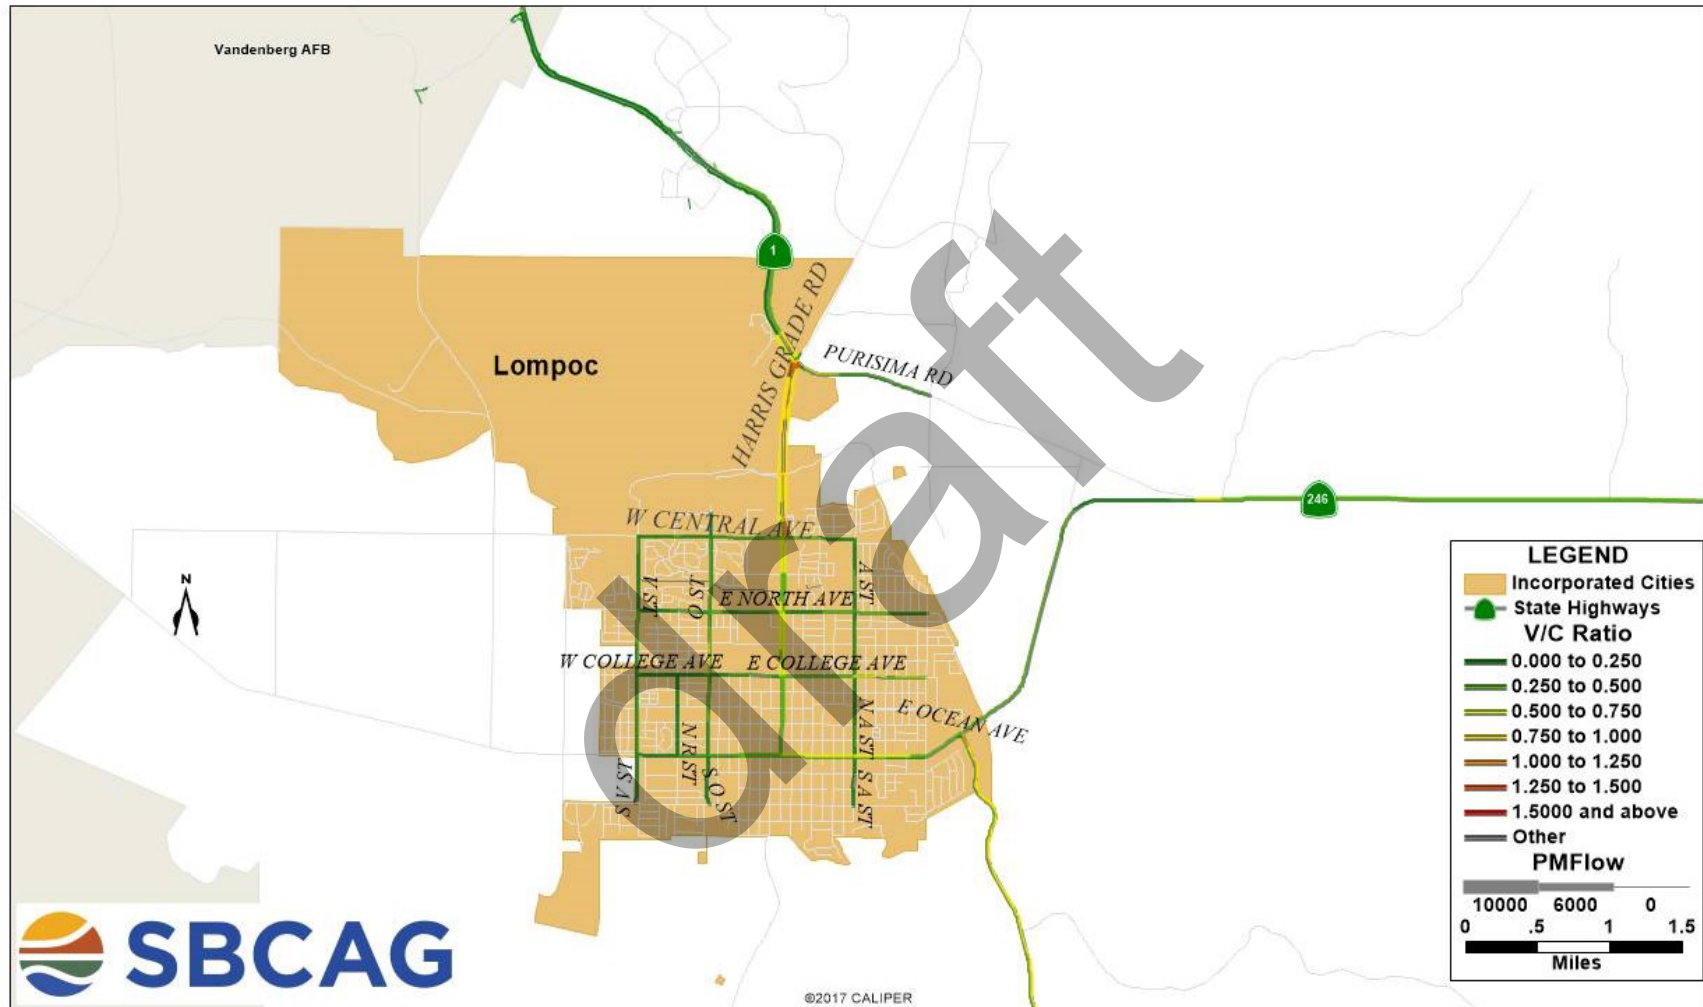 Vandenberg AFB
1
HARRIS GRADE RD
PURISIMA RD
Lompoc
246
W CENTRAL AVE
V ST
O ST
E NORTH AVE
A ST
W COLLEGE AVE
E COLLEGE AVE
N R ST
N A ST
E OCEAN AVE
S V ST
S O ST
S A ST
draft
N
LEGEND
Incorporated Cities
State Highways
V/C Ratio
0.000 to 0.250
0.250 to 0.500
0.500 to 0.750
0.750 to 1.000
1.000 to 1.250
1.250 to 1.500
1.5000 and above
Other
PMFlow
10000 6000 0
0 .5 1 1.5
Miles
SBCAG
©2017 CALIPER